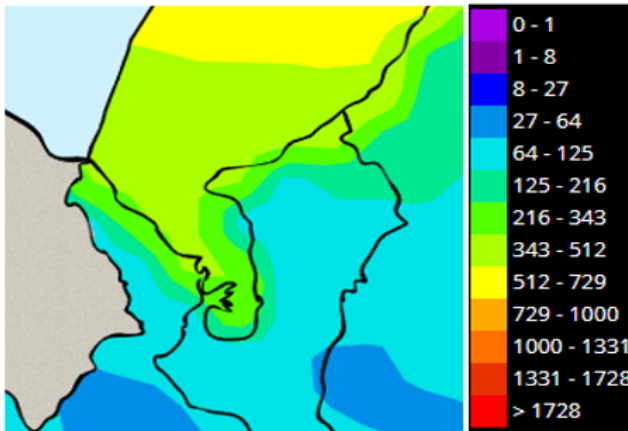 0 - 1
1 - 8
8 - 27
27 - 64
64 - 125
125 - 216
216 - 343
343 - 512
512 - 729
729 - 1000
1000 - 1331
1331 - 1728
> 1728